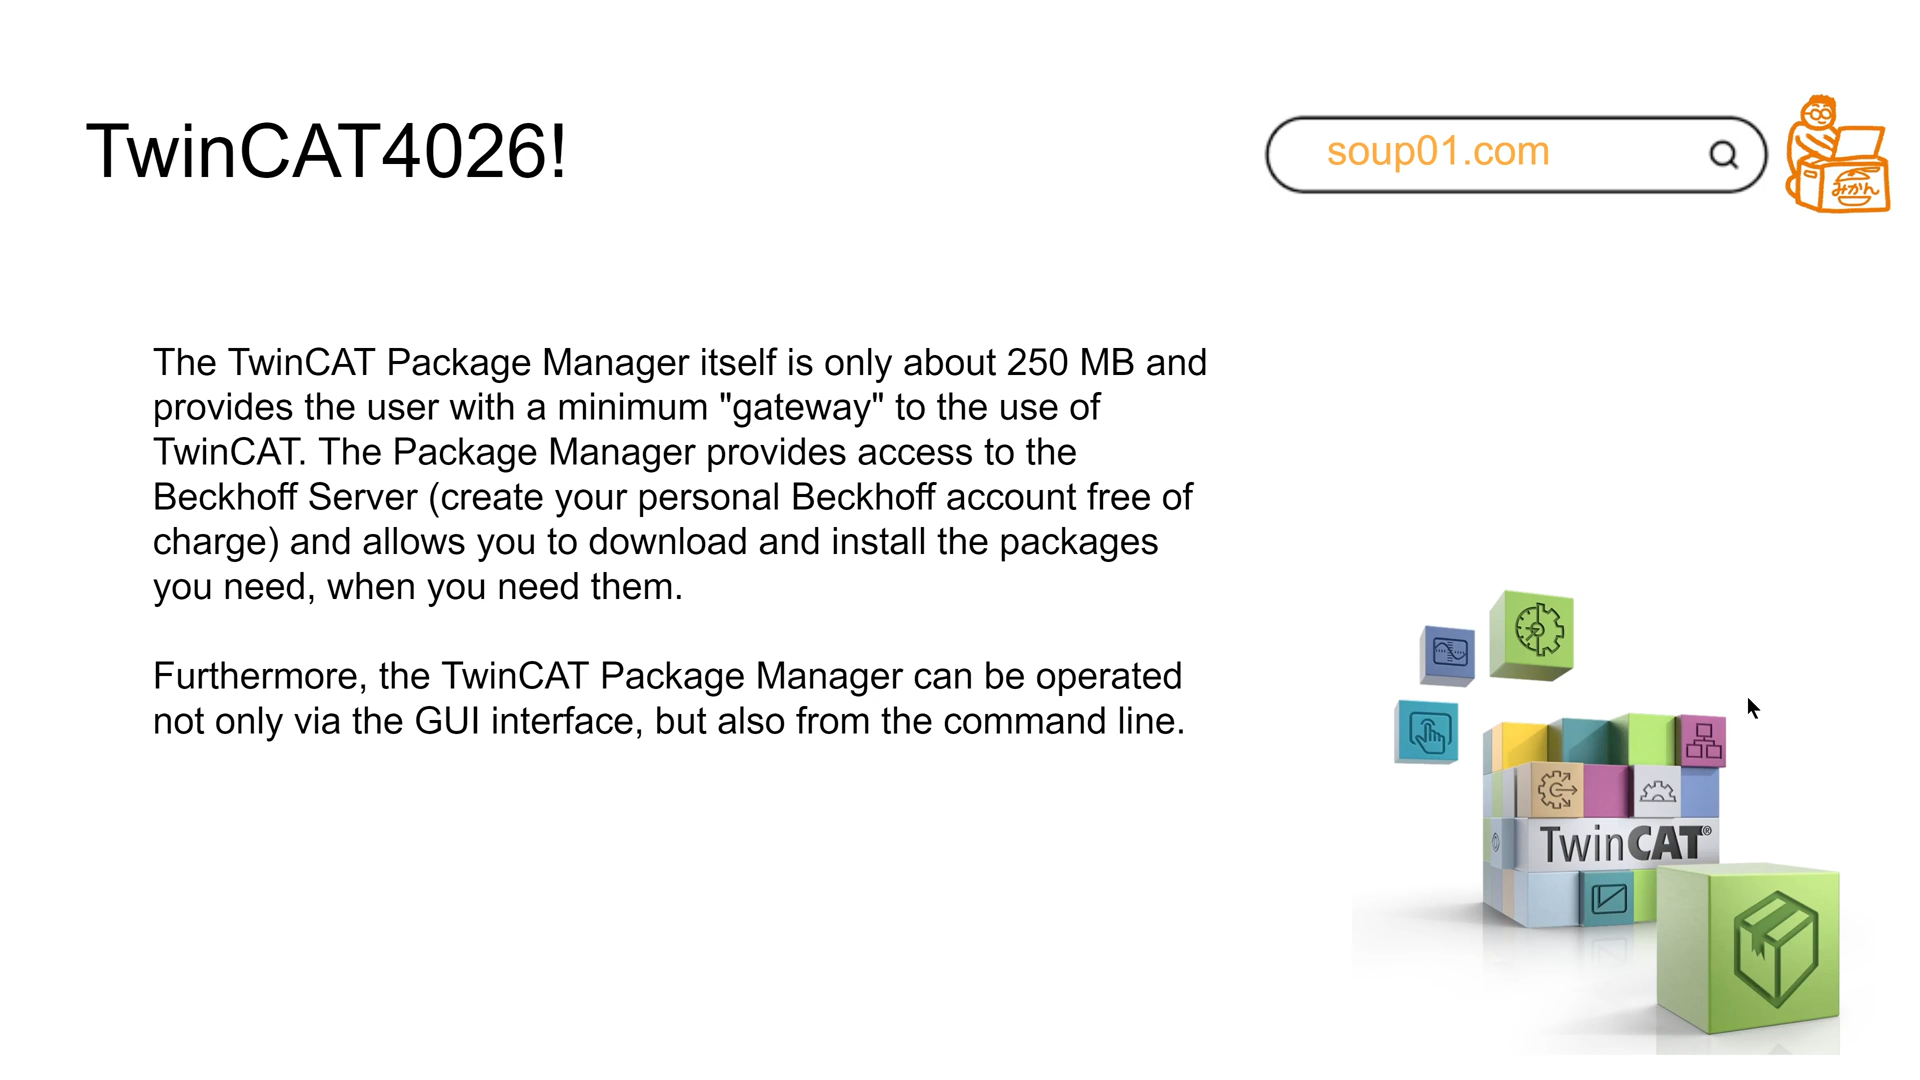 TwinCAT4026!
soup01.com
みかん
The TwinCAT Package Manager itself is only about 250 MB and
provides the user with a minimum "gateway" to the use of
TwinCAT. The Package Manager provides access to the
Beckhoff Server (create your personal Beckhoff account free of
charge) and allows you to download and install the packages
you need, when you need them.
Furthermore, the TwinCAT Package Manager can be operated
not only via the GUI interface, but also from the command line.
TwinCAT®